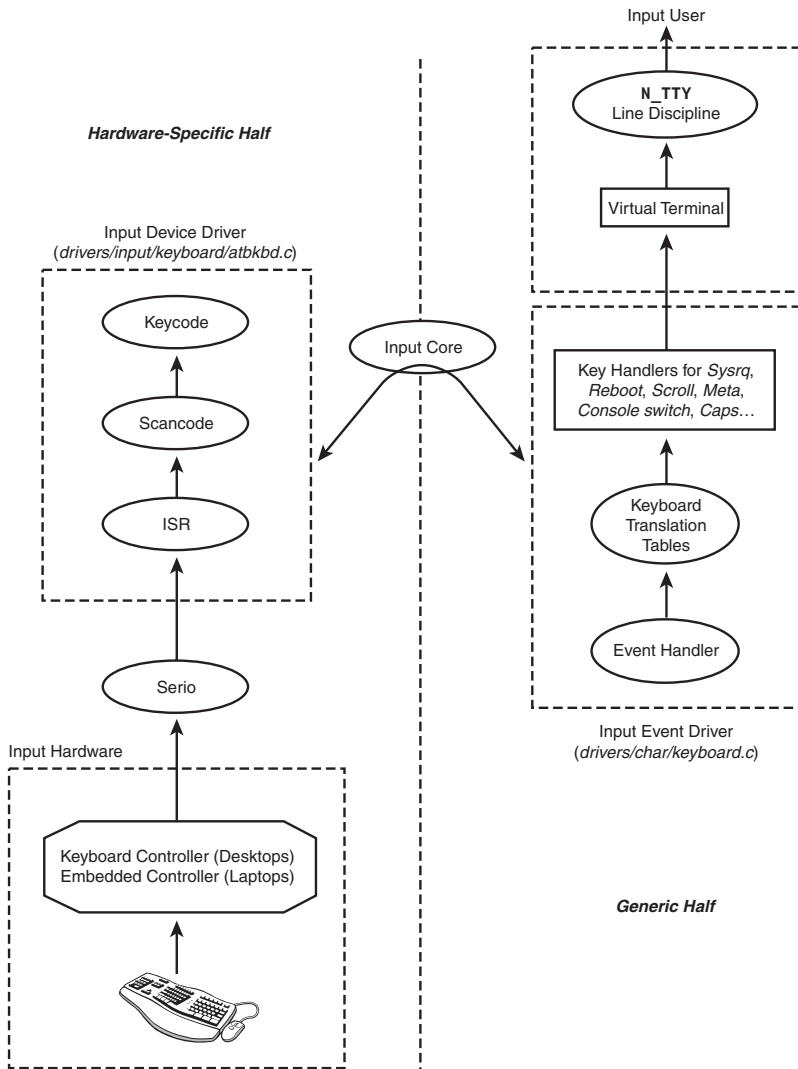 Input User
N_TTY
Line Discipline
Hardware-Specific Half
Virtual Terminal
Input Device Driver
(drivers/input/keyboard/atbkbd.c)
Keycode
Input Core
Key Handlers for Sysrq,
Reboot, Scroll, Meta,
Console switch, Caps…
Scancode
ISR
Keyboard
Translation
Tables
Event Handler
Serio
Input Event Driver
(drivers/char/keyboard.c)
Input Hardware
Keyboard Controller (Desktops)
Embedded Controller (Laptops)
Generic Half